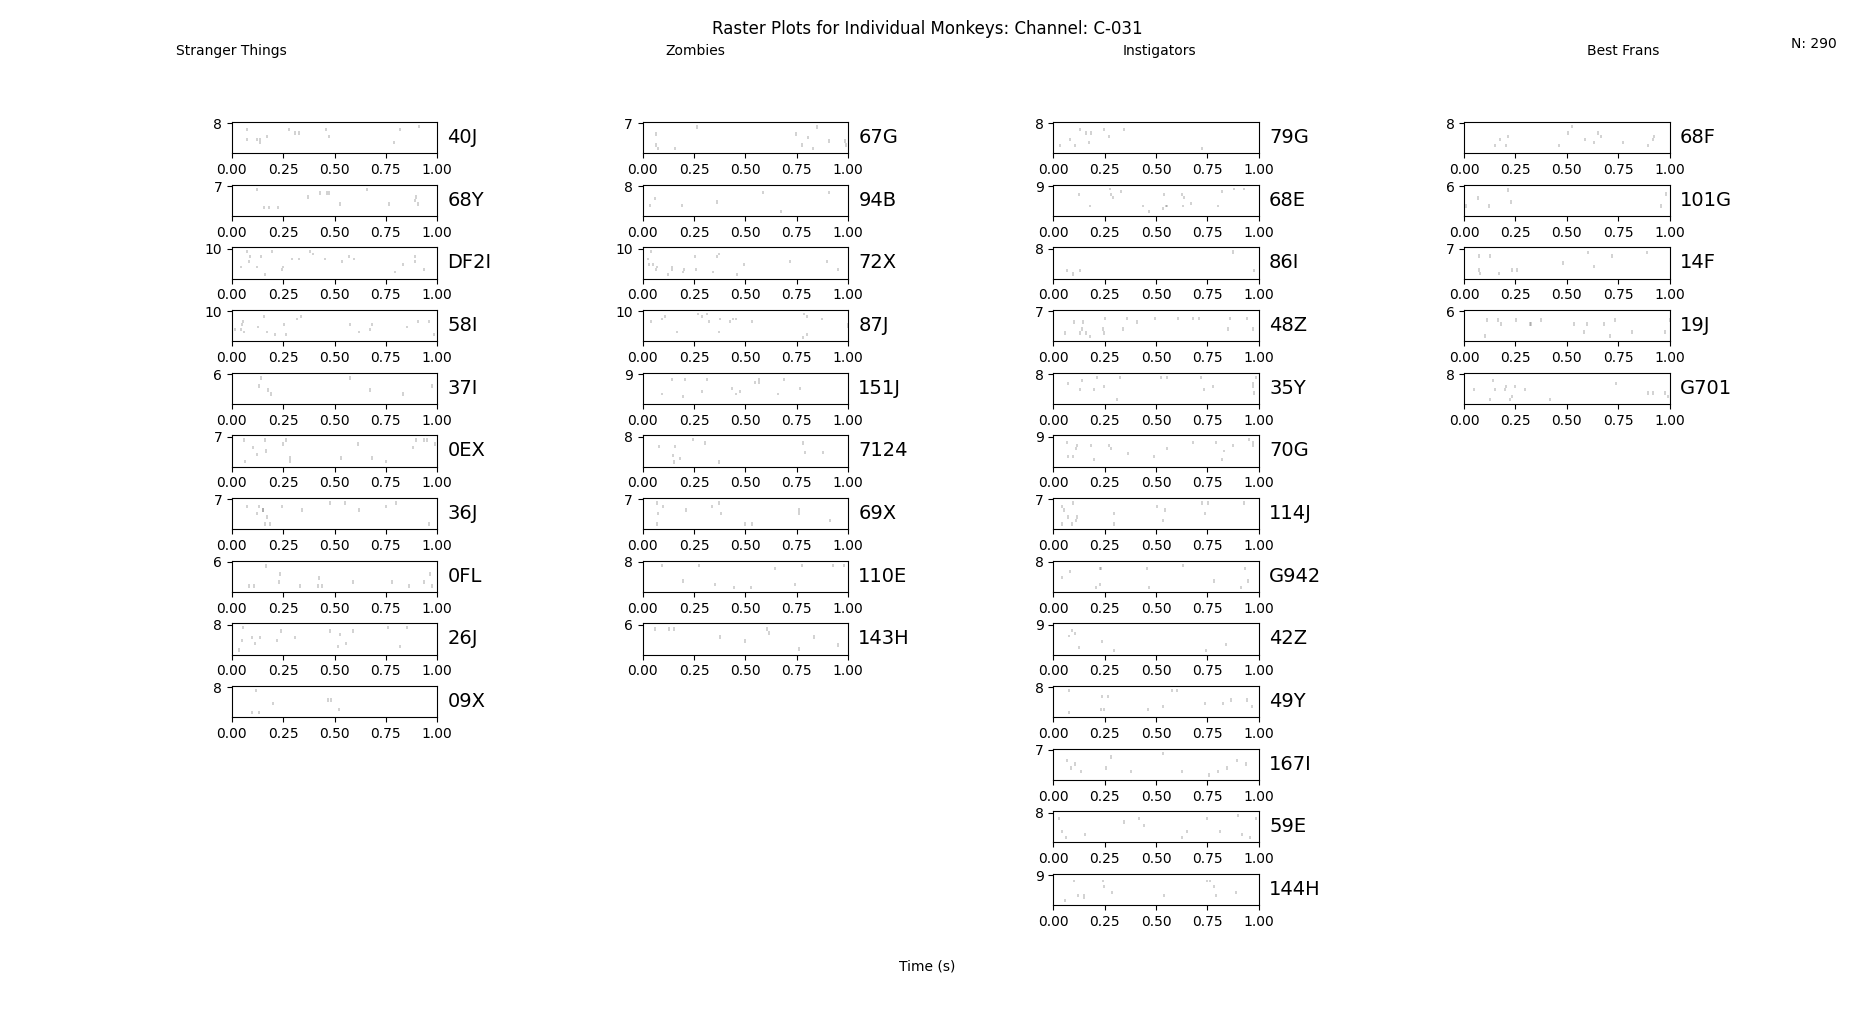 Raster Plots for Individual Monkeys: Channel: C-031
Stranger Things Zombies Instigators Best Frans N: 290
8 40J 7 67G 8 79G 8 68F
0.00 0.25 0.50 0.75 1.00 0.00 0.25 0.50 0.75 1.00 0.00 0.25 0.50 0.75 1.00 0.00 0.25 0.50 0.75 1.00
7 68Y 8 94B 9 68E 6 101G
0.00 0.25 0.50 0.75 1.00 0.00 0.25 0.50 0.75 1.00 0.00 0.25 0.50 0.75 1.00 0.00 0.25 0.50 0.75 1.00
10 DF2I 10 72X 8 86I 7 14F
0.00 0.25 0.50 0.75 1.00 0.00 0.25 0.50 0.75 1.00 0.00 0.25 0.50 0.75 1.00 0.00 0.25 0.50 0.75 1.00
10 58I 10 87J 7 48Z 6 19J
0.00 0.25 0.50 0.75 1.00 0.00 0.25 0.50 0.75 1.00 0.00 0.25 0.50 0.75 1.00 0.00 0.25 0.50 0.75 1.00
6 37I 9 151J 8 35Y 8 G701
0.00 0.25 0.50 0.75 1.00 0.00 0.25 0.50 0.75 1.00 0.00 0.25 0.50 0.75 1.00 0.00 0.25 0.50 0.75 1.00
7 0EX 8 7124 9 70G
0.00 0.25 0.50 0.75 1.00 0.00 0.25 0.50 0.75 1.00 0.00 0.25 0.50 0.75 1.00
7 36J 7 69X 7 114J
0.00 0.25 0.50 0.75 1.00 0.00 0.25 0.50 0.75 1.00 0.00 0.25 0.50 0.75 1.00
6 0FL 8 110E 8 G942
0.00 0.25 0.50 0.75 1.00 0.00 0.25 0.50 0.75 1.00 0.00 0.25 0.50 0.75 1.00
8 26J 6 143H 9 42Z
0.00 0.25 0.50 0.75 1.00 0.00 0.25 0.50 0.75 1.00 0.00 0.25 0.50 0.75 1.00
8 09X 8 49Y
0.00 0.25 0.50 0.75 1.00 0.00 0.25 0.50 0.75 1.00
7 167I
0.00 0.25 0.50 0.75 1.00
8 59E
0.00 0.25 0.50 0.75 1.00
9 144H
0.00 0.25 0.50 0.75 1.00
Time (s)